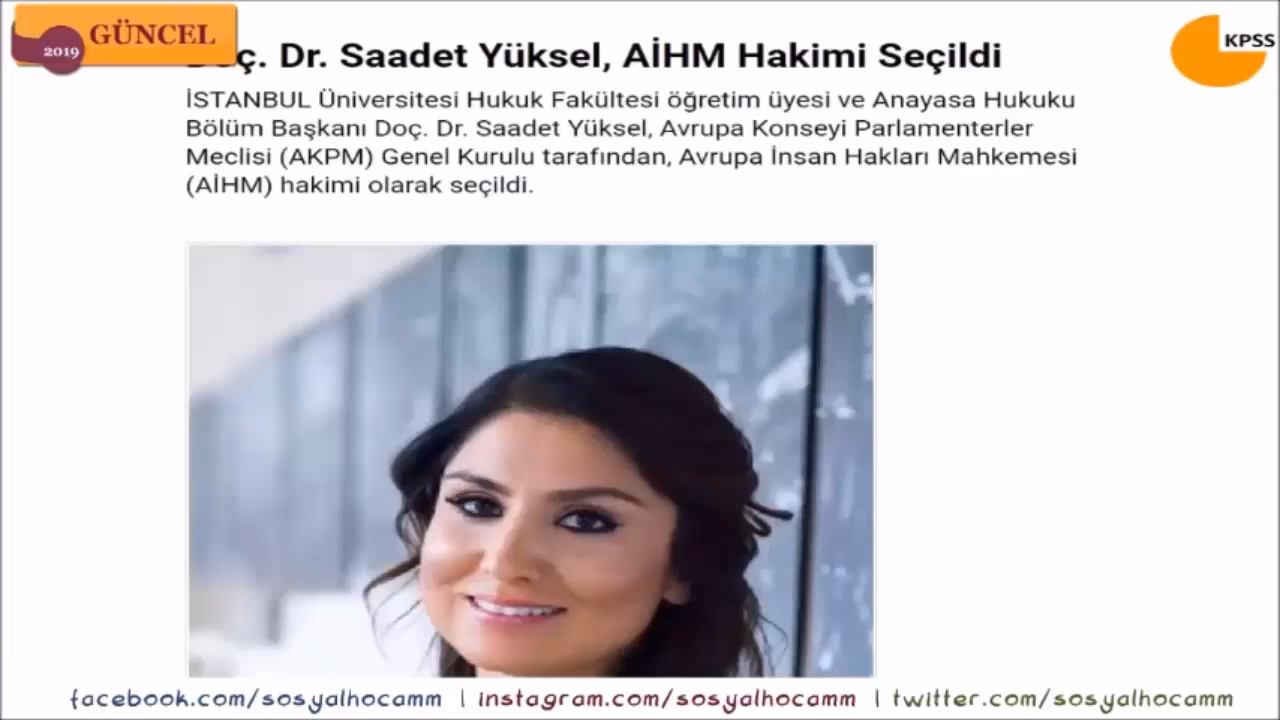 GÜNCEL
2019
KPSS
Doç. Dr. Saadet Yüksel, AİHM Hakimi Seçildi
İSTANBUL Üniversitesi Hukuk Fakültesi öğretim üyesi ve Anayasa Hukuku
Bölüm Başkanı Doç. Dr. Saadet Yüksel, Avrupa Konseyi Parlamenterler
Meclisi (AKPM) Genel Kurulu tarafından, Avrupa İnsan Hakları Mahkemesi
(AİHM) hakimi olarak seçildi.
facebook.com/sosyalhocamm | instagram.com/sosyalhocamm | twitter.com/sosyalhocamm